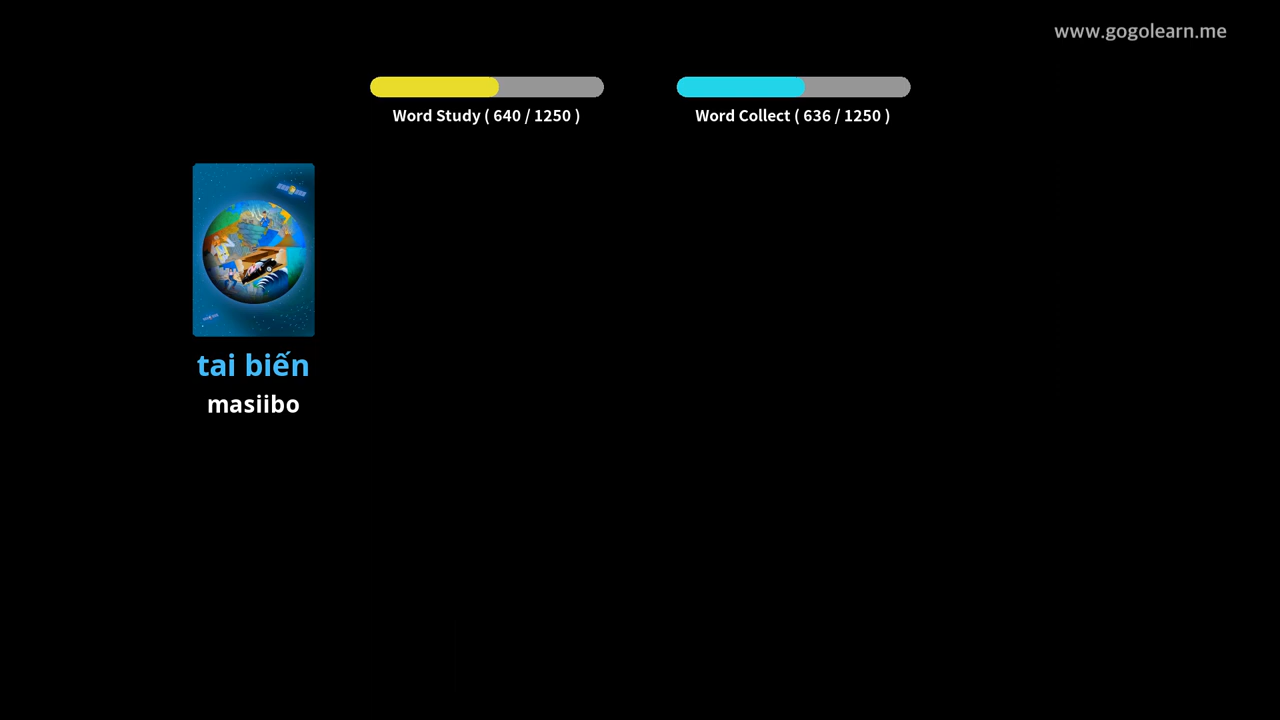 www.gogolearn.me
Word Study ( 640 / 1250 )
Word Collect ( 636 / 1250 )
tai biến
masiibo